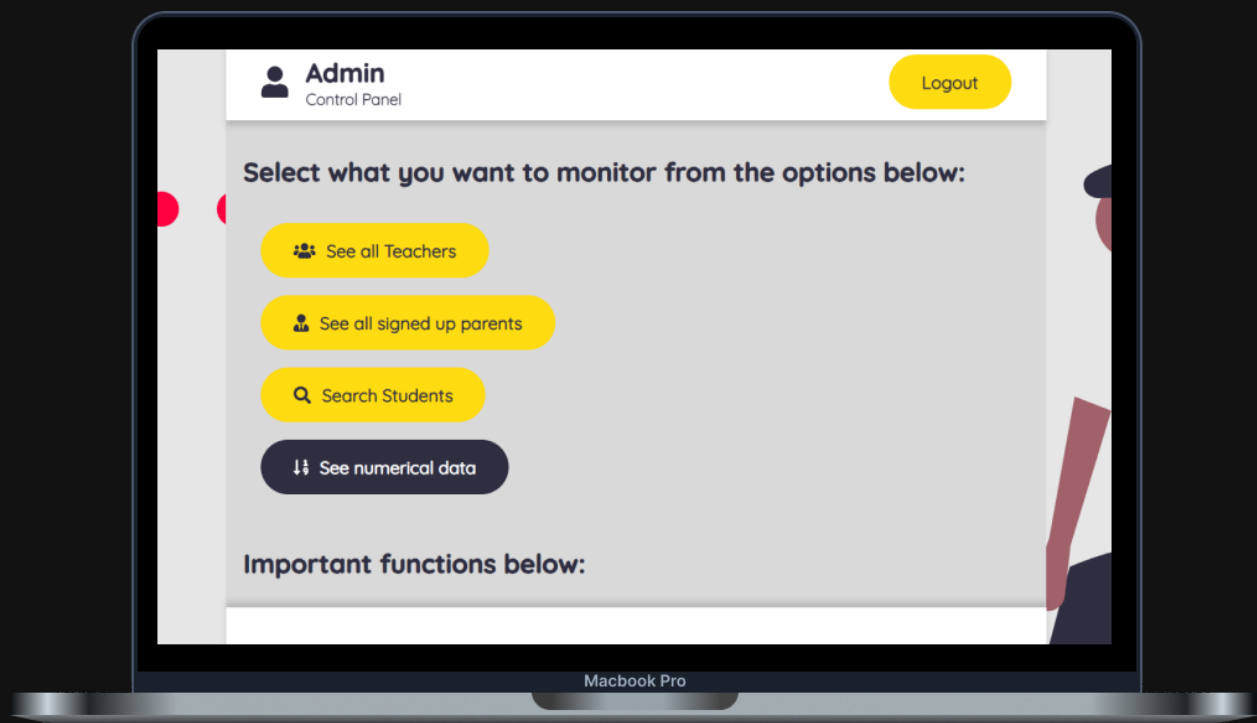 Admin
Control Panel
Logout
Select what you want to monitor from the options below:
See all Teachers
See all signed up parents
Search Students
See numerical data
Important functions below:
Macbook Pro